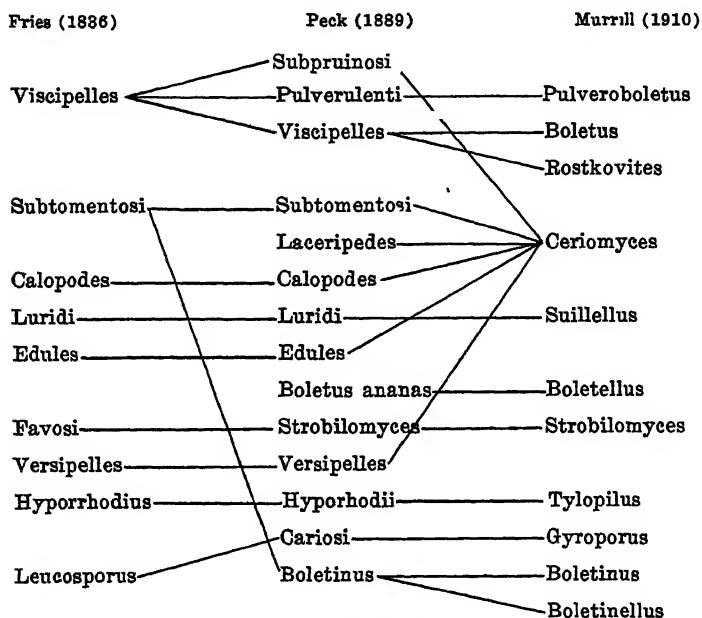 Fries (1836) Peck (1889) Murrill (1910)
Subpruinosi
Viscipelles Pulverulenti Pulveroboletus
Viscipelles Boletus
Rostkovites
Subtomentosi Subtomentosi
Laceripedes Ceriomyces
Calopodes Calopodes
Luridi Luridi Suillellus
Edules Edules
Boletus ananas Boletellus
Favosi Strobilomyces Strobilomyces
Versipelles Versipelles
Hyporrhodius Hyporhodii Tylopilus
Cariosi Gyroporus
Leucosporus Boletinus Boletinus
Boletinellus